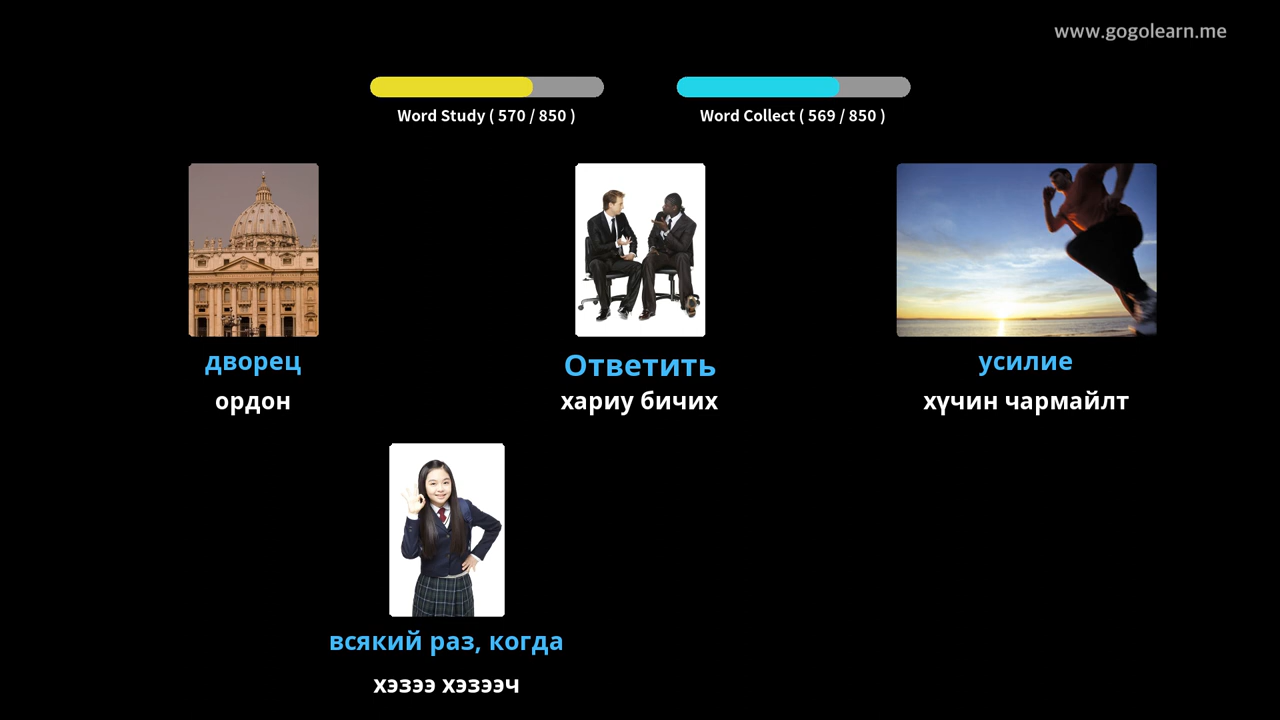 www.gogolearn.me
Word Study ( 570 / 850 )
Word Collect ( 569 / 850 )
дворец
ордон
Ответить
хариу бичих
усилие
хүчин чармайлт
всякий раз, когда
хэзээ хэзээч